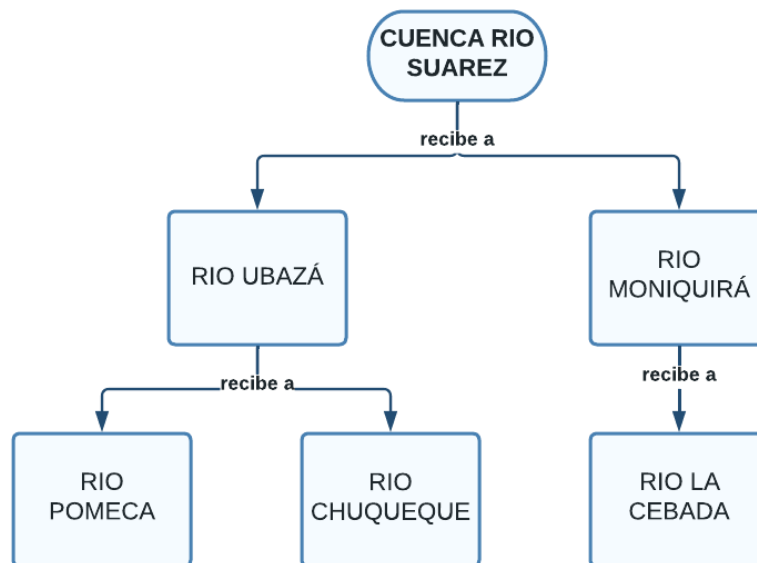 CUENCA RIO
SUAREZ
recibe a
RIO UBAZÁ
RIO
MONIQUIRÁ
recibe a
recibe a
RIO
POMECA
RIO
CHUQUEQUE
RIO LA
CEBADA